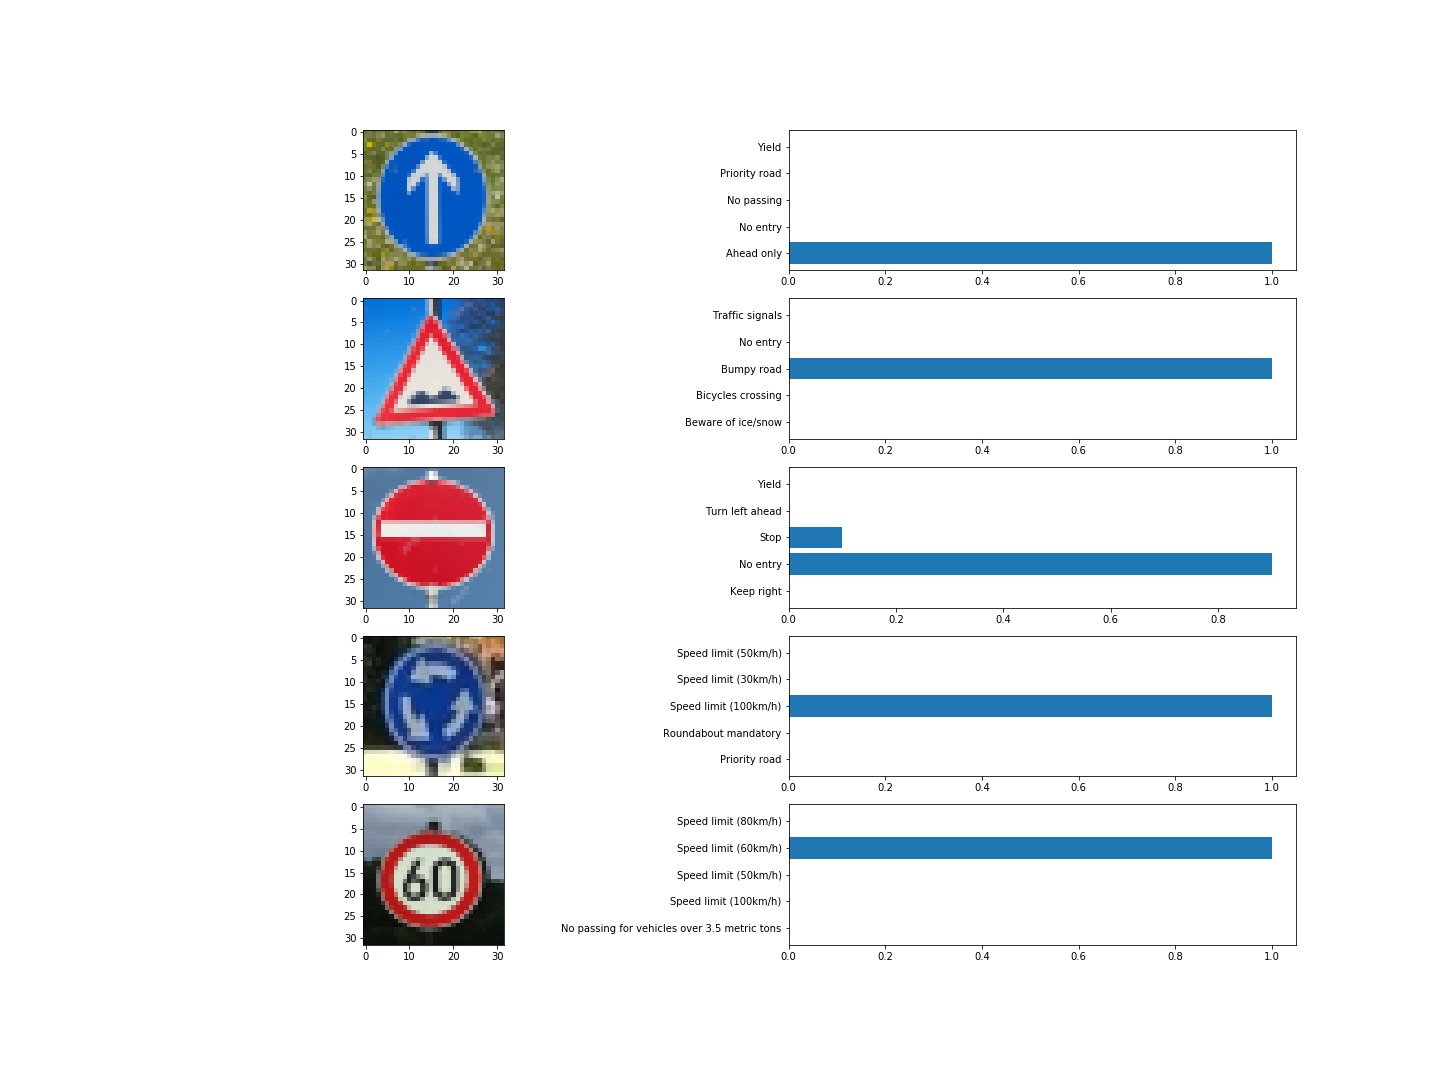 0
5
10
15
20
25
30
0 10 20 30
Yield
Priority road
No passing
No entry
Ahead only
0.0 0.2 0.4 0.6 0.8 1.0
0
5
10
15
20
25
30
0 10 20 30
Traffic signals
No entry
Bumpy road
Bicycles crossing
Beware of ice/snow
0.0 0.2 0.4 0.6 0.8 1.0
0
5
10
15
20
25
30
0 10 20 30
Yield
Turn left ahead
Stop
No entry
Keep right
0.0 0.2 0.4 0.6 0.8
0
5
10
15
20
25
30
0 10 20 30
Speed limit (50km/h)
Speed limit (30km/h)
Speed limit (100km/h)
Roundabout mandatory
Priority road
0.0 0.2 0.4 0.6 0.8 1.0
0
5
10
15
20
25
30
60
0 10 20 30
Speed limit (80km/h)
Speed limit (60km/h)
Speed limit (50km/h)
Speed limit (100km/h)
No passing for vehicles over 3.5 metric tons
0.0 0.2 0.4 0.6 0.8 1.0